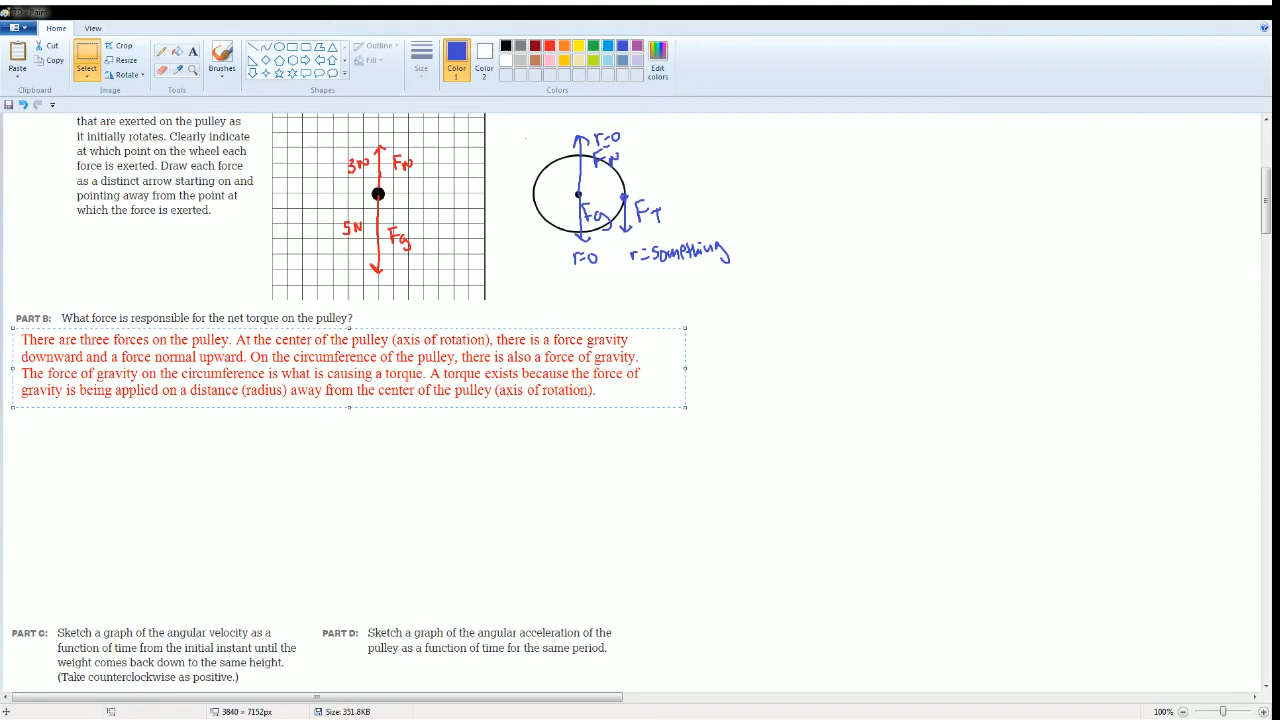 7D - Paint
Home
View
Cut
Copy
Paste
Clipboard
Crop
Resize
Rotate
Select
Image
A
Tools
Brushes
Outline
Fill
Shapes
Size
Color
1
Color
2
Edit
colors
Colors
that are exerted on the pulley as
it initially rotates. Clearly indicate
at which point on the wheel each
force is exerted. Draw each force
as a distinct arrow starting on and
pointing away from the point at
which the force is exerted.
3N FN
5N Fg
r=0
FN
Fg
FT
r=0
r=something
PART B: What force is responsible for the net torque on the pulley?
There are three forces on the pulley. At the center of the pulley (axis of rotation), there is a force gravity
downward and a force normal upward. On the circumference of the pulley, there is also a force of gravity.
The force of gravity on the circumference is what is causing a torque. A torque exists because the force of
gravity is being applied on a distance (radius) away from the center of the pulley (axis of rotation).
PART C: Sketch a graph of the angular velocity as a
function of time from the initial instant until the
weight comes back down to the same height.
(Take counterclockwise as positive.)
PART D: Sketch a graph of the angular acceleration of the
pulley as a function of time for the same period.
3840 × 7152px
Size: 351.8KB
100%